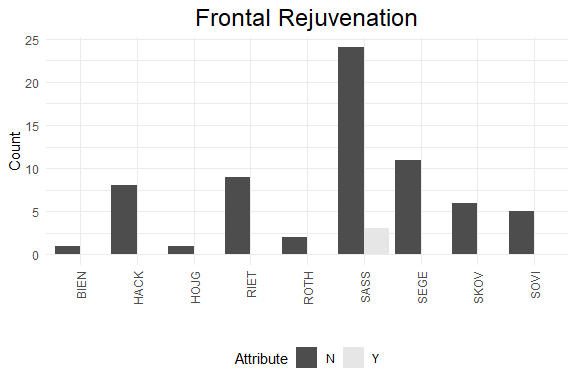 Frontal Rejuvenation
Count
25
20
15
10
5
0
BIEN
HACK
HOJG
RIET
ROTH
SASS
SEGE
SKOV
SOVI
Attribute N Y